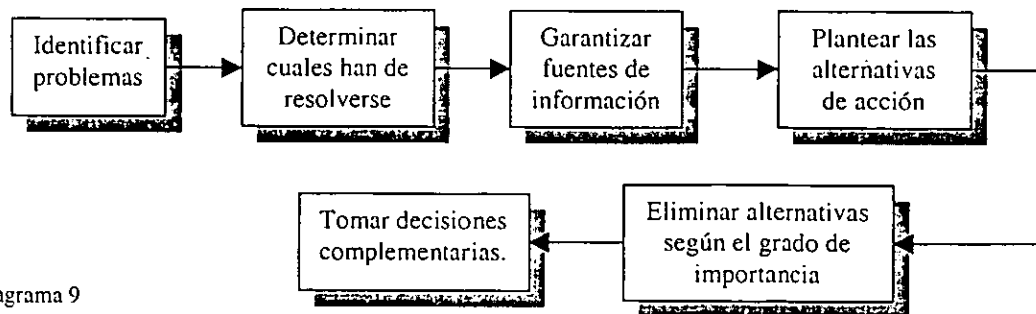 Identificar
problemas
Determinar
cuales han de
resolverse
Garantizar
fuentes de
información
Plantear las
alternativas
de acción
Eliminar alternativas
según el grado de
importancia
Tomar decisiones
complementarias.
agrama 9